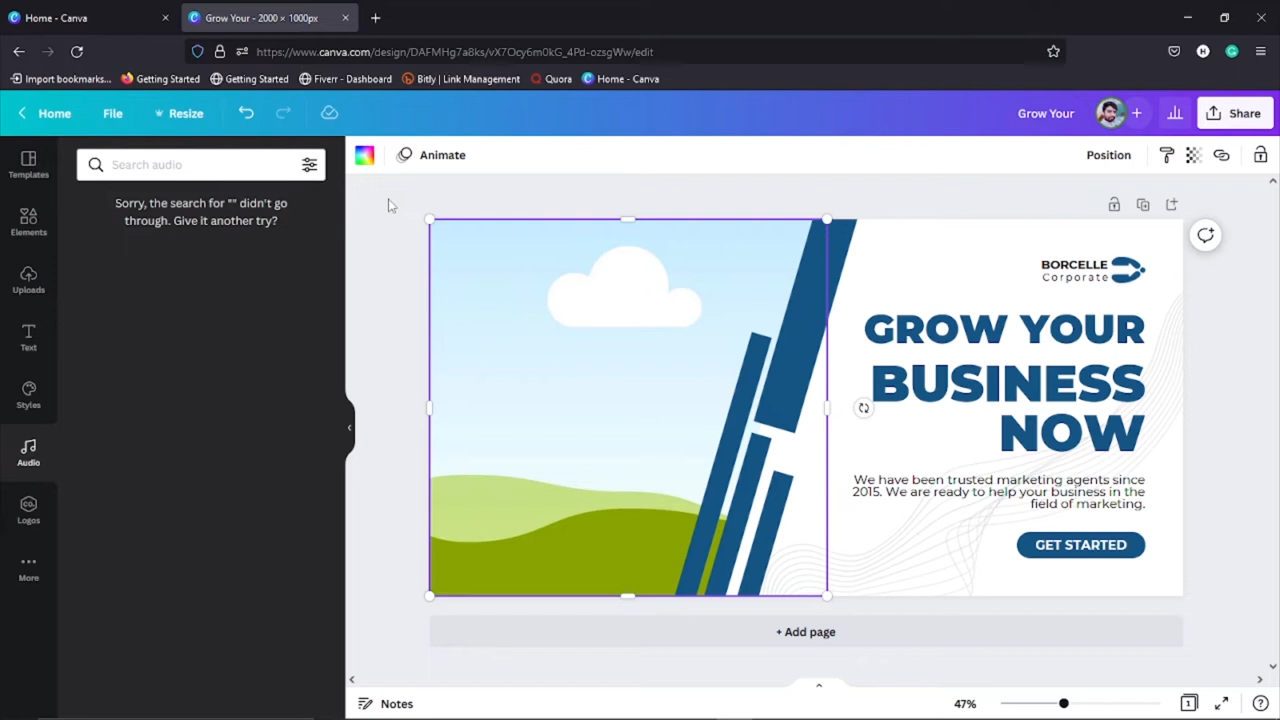 Home - Canva
Grow Your - 2000 × 1000px
https://www.canva.com/design/DAFMHg7a8ks/vX7Ocy6m0kG_4Pd-ozsgWw/edit
Import bookmarks...
Getting Started
Getting Started
Fiverr - Dashboard
Bitly | Link Management
Quora
Home - Canva
Home
File
Resize
Grow Your
Share
Templates
Elements
Uploads
Text
Styles
Audio
Logos
More
Search audio
Sorry, the search for "" didn't go
through. Give it another try?
Animate
Position
BORCELLE
Corporate
GROW YOUR
BUSINESS
NOW
We have been trusted marketing agents since
2015. We are ready to help your business in the
field of marketing.
GET STARTED
+ Add page
Notes
47%
1